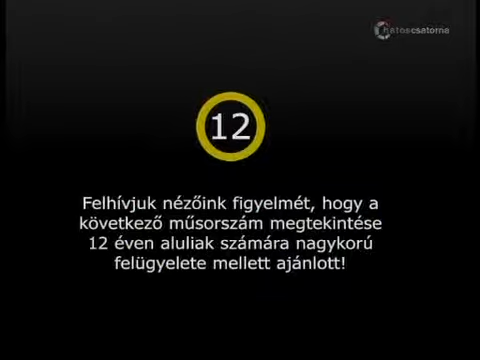 hatoscsatorna
12
Felhívjuk nézőink figyelmét, hogy a
következő műsorszám megtekintése
12 éven aluliak számára nagykorú
felügyelete mellett ajánlott!